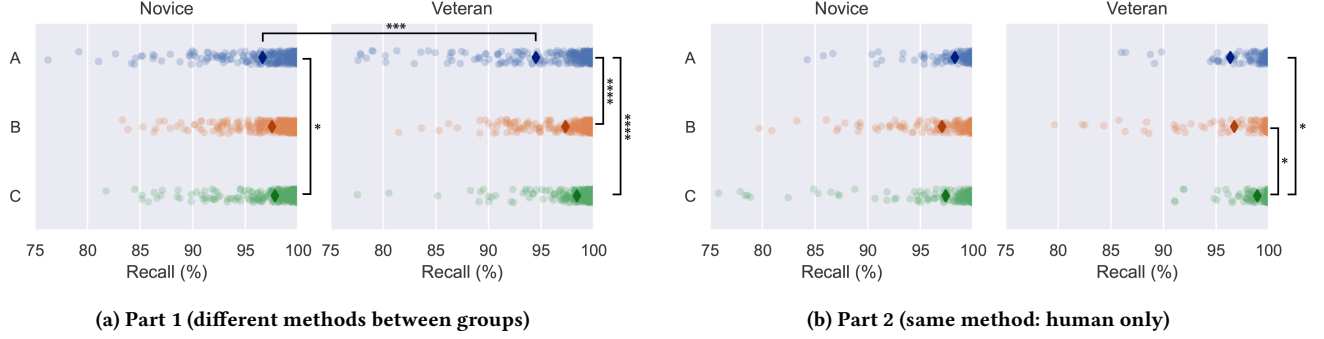 Novice Veteran Novice Veteran
***
A A
****
****
*
*
B B
*
C C
75 80 85 90 95 100 75 80 85 90 95 100 75 80 85 90 95 100 75 80 85 90 95 100
Recall (%) Recall (%) Recall (%) Recall (%)
(a) Part 1 (different methods between groups) (b) Part 2 (same method: human only)